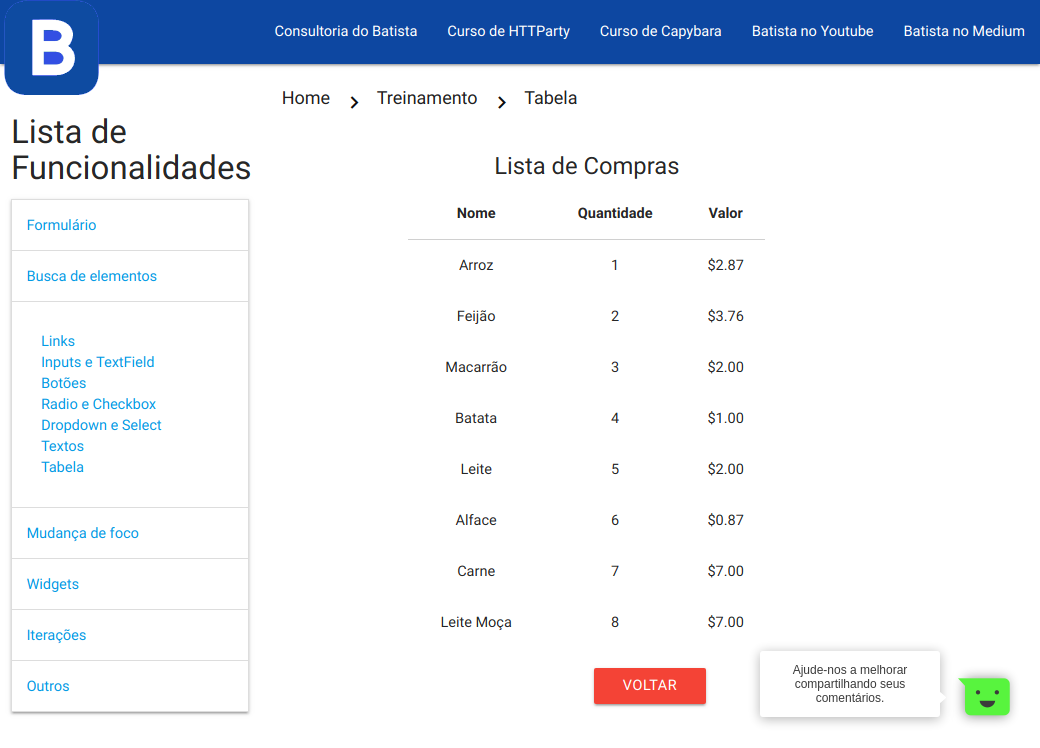 B
Consultoria do Batista Curso de HTTParty Curso de Capybara Batista no Youtube Batista no Medium
Home Treinamento Tabela
Lista de
Funcionalidades
Formulário
Busca de elementos
Links
Inputs e TextField
Botões
Radio e Checkbox
Dropdown e Select
Textos
Tabela
Mudança de foco
Widgets
Iterações
Outros
Lista de Compras
Nome Quantidade Valor
Arroz 1 $2.87
Feijão 2 $3.76
Macarrão 3 $2.00
Batata 4 $1.00
Leite 5 $2.00
Alface 6 $0.87
Carne 7 $7.00
Leite Moça 8 $7.00
VOLTAR
Ajude-nos a melhorar
compartilhando seus
comentários.